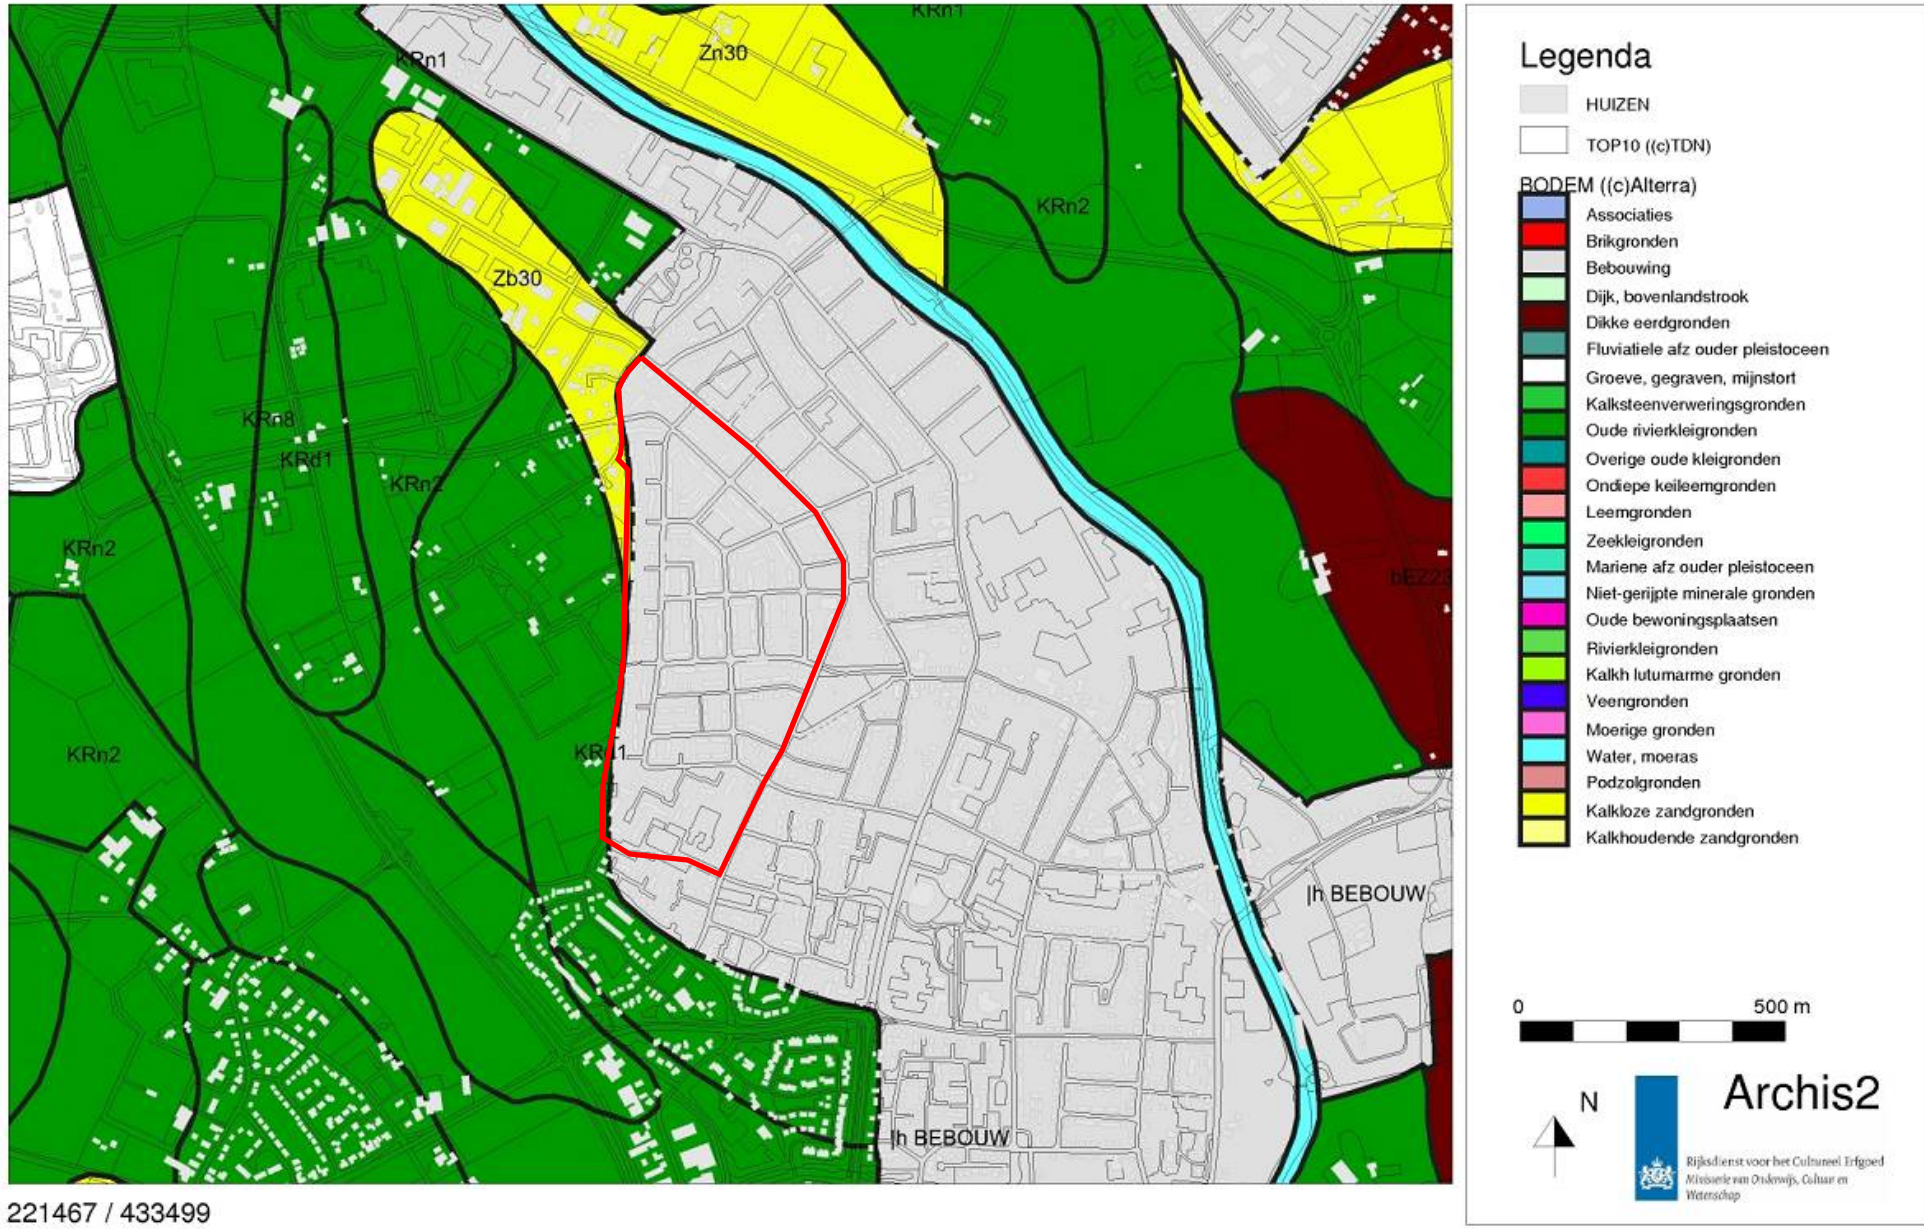 KRn1
KRn1
Zn30
KRn2
Zb30
KRn8
KRd1
KRn2
KRn2
bEZ23
KRn2
|h BEBOUW
|h BEBOUW
221467 / 433499
Legenda
HUIZEN
TOP10 ((c)TDN)
BODEM ((c)Alterra)
Associaties
Brikgronden
Bebouwing
Dijk, bovenlandstrook
Dikke eerdgronden
Fluviatiele afz ouder pleistoceen
Groeve, gegraven, mijnstort
Kalksteenverweringsgronden
Oude rivierkleigronden
Overige oude kleigronden
Ondiepe keileemgronden
Leemgronden
Zeekleigronden
Mariene afz ouder pleistoceen
Niet-gerijpte minerale gronden
Oude bewoningsplaatsen
Rivierkleigronden
Kalkh lutumarme gronden
Veengronden
Moerige gronden
Water, moeras
Podzolgronden
Kalkloze zandgronden
Kalkhoudende zandgronden
0 500 m
N
Archis2
Rijksdienst voor het Cultureel Erfgoed
Ministerie van Onderwijs, Cultuur en
Wetenschap